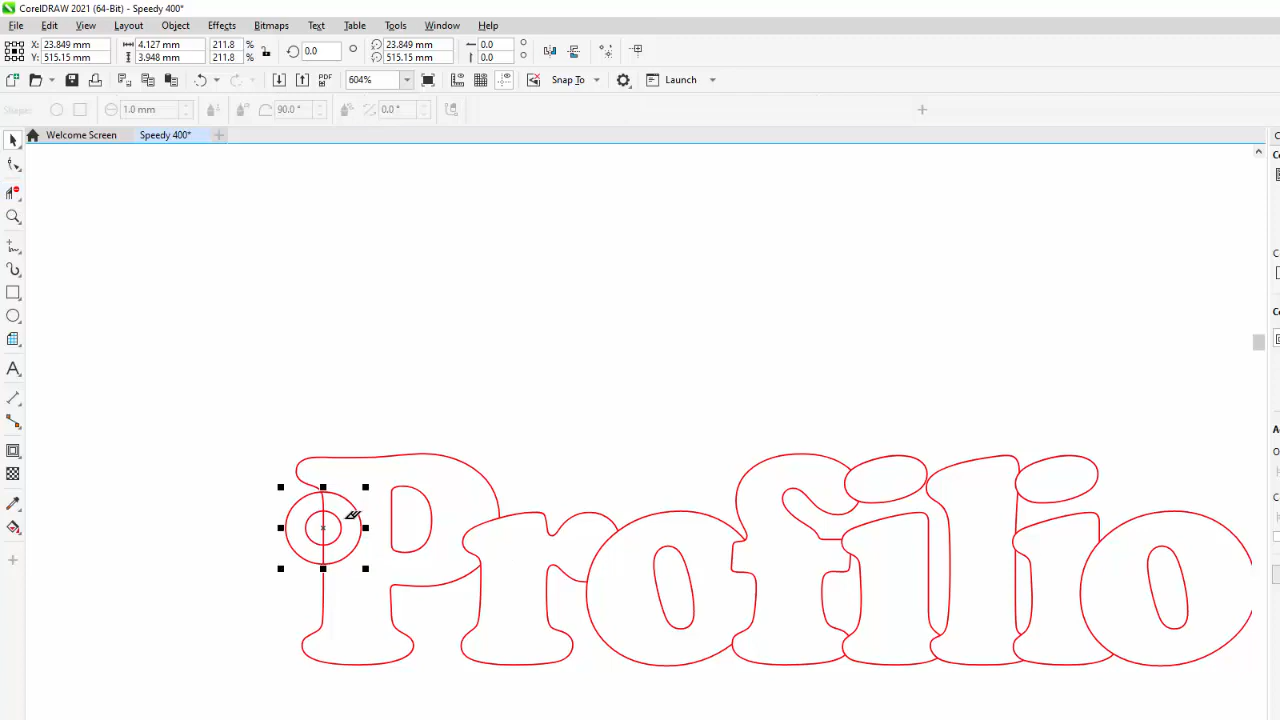 CorelDRAW 2021 (64-Bit) - Speedy 400*
File Edit View Layout Object Effects Bitmaps Text Table Tools Window Help
X: 23.849 mm 4.127 mm 211.8 % 0.0 ° 23.849 mm 0.0 °
Y: 515.15 mm 3.948 mm 211.8 % 515.15 mm 0.0 °
PDF 604% Snap To Launch
Shape: 1.0 mm 90.0 ° 0.0 °
Welcome Screen Speedy 400*
Profilio